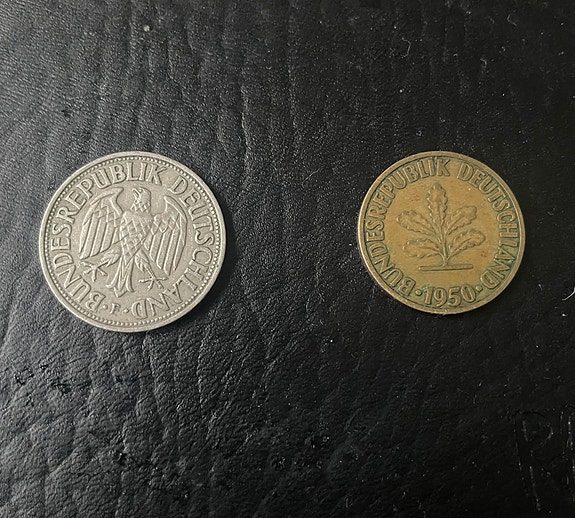 BUNDESREPUBLIK DEUTSCHLAND
· F ·
BUNDESREPUBLIK DEUTSCHLAND
· 1950 ·